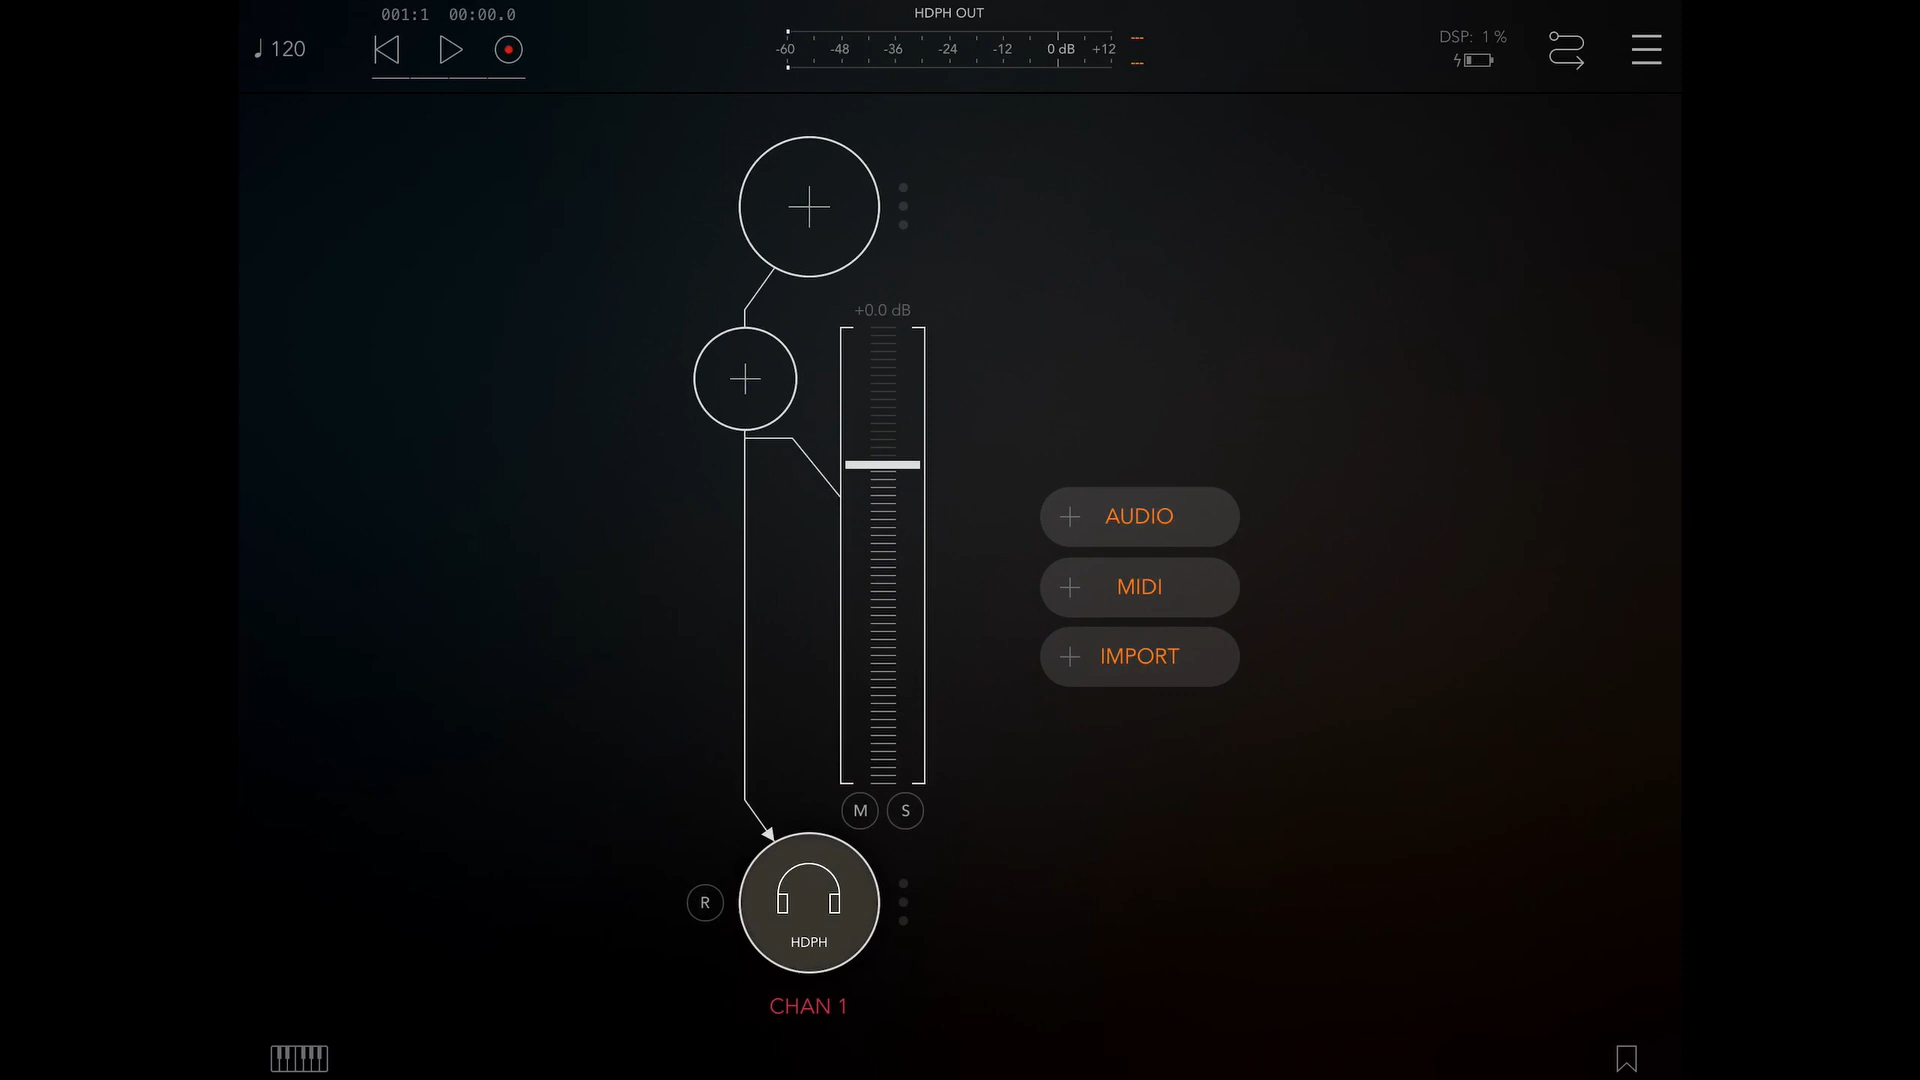 001:1 00:00.0
120
HDPH OUT
-60 -48 -36 -24 -12 0 dB +12
---
---
DSP: 1 %
+0.0 dB
AUDIO
MIDI
IMPORT
M S
R
HDPH
CHAN 1